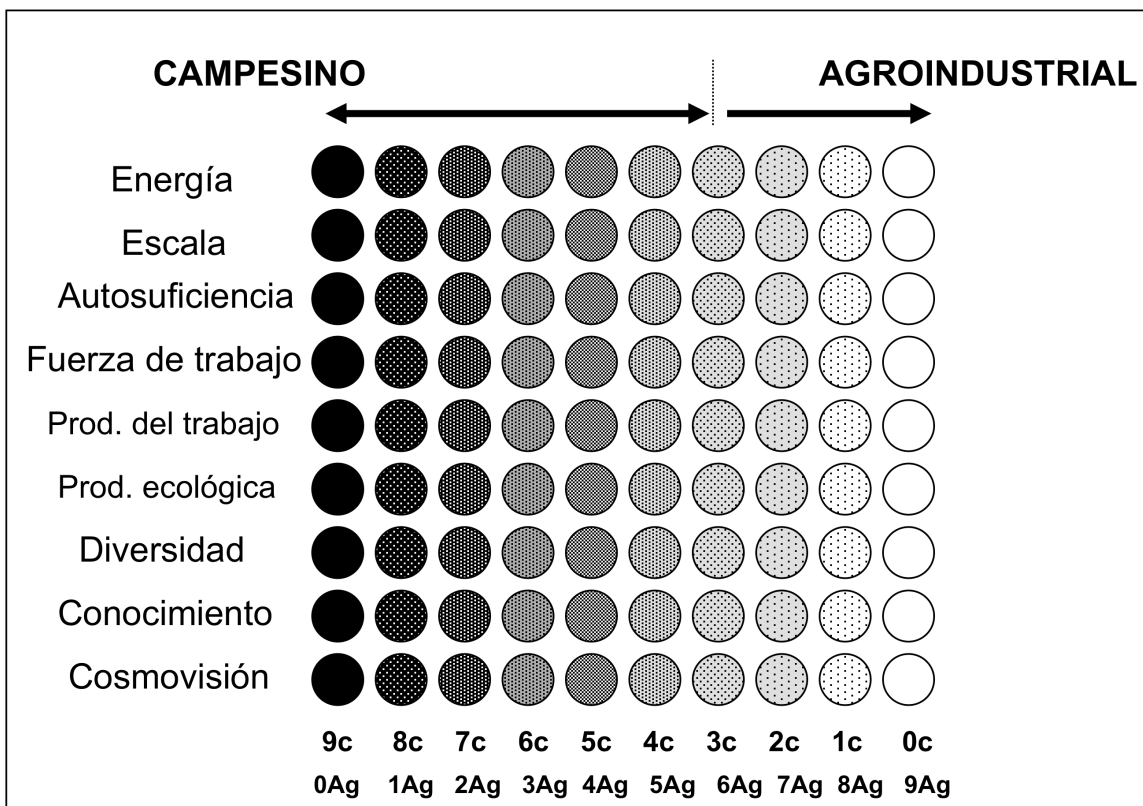 CAMPESINO AGROINDUSTRIAL
Energía
Escala
Autosuficiencia
Fuerza de trabajo
Prod. del trabajo
Prod. ecológica
Diversidad
Conocimiento
Cosmovisión
9c 8c 7c 6c 5c 4c 3c 2c 1c 0c
0Ag 1Ag 2Ag 3Ag 4Ag 5Ag 6Ag 7Ag 8Ag 9Ag